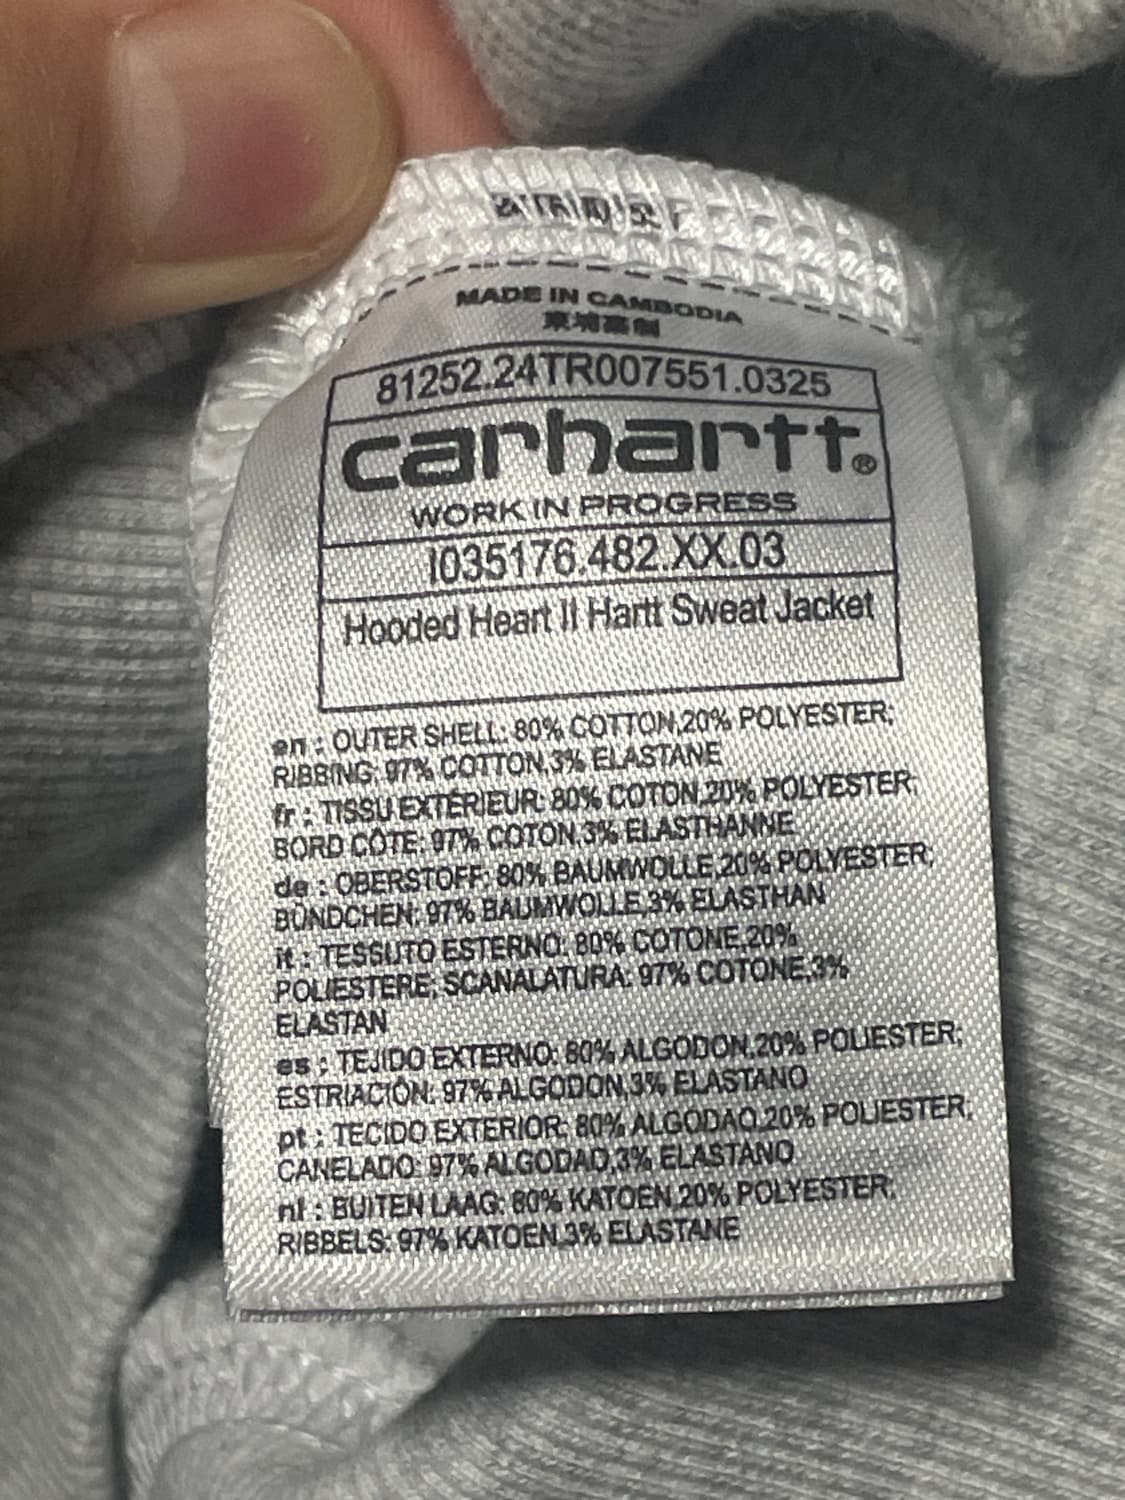 MADE IN CAMBODIA
柬埔寨制
81252.24TR007551.0325
carhartt®
WORK IN PROGRESS
I035176.482.XX.03
Hooded Heart II Hartt Sweat Jacket
en : OUTER SHELL: 80% COTTON,20% POLYESTER;
RIBBING: 97% COTTON,3% ELASTANE
fr : TISSU EXTÉRIEUR: 80% COTON,20% POLYESTER;
BORD CÔTE: 97% COTON,3% ELASTHANNE
de : OBERSTOFF: 80% BAUMWOLLE,20% POLYESTER;
BÜNDCHEN: 97% BAUMWOLLE,3% ELASTHAN
it : TESSUTO ESTERNO: 80% COTONE,20%
POLIESTERE; SCANALATURA: 97% COTONE,3%
ELASTAN
es : TEJIDO EXTERNO: 80% ALGODON,20% POLIESTER;
ESTRIACIÓN: 97% ALGODON,3% ELASTANO
pt : TECIDO EXTERIOR: 80% ALGODAO,20% POLIESTER;
CANELADO: 97% ALGODAO,3% ELASTANO
nl : BUITEN LAAG: 80% KATOEN,20% POLYESTER;
RIBBELS: 97% KATOEN,3% ELASTANE